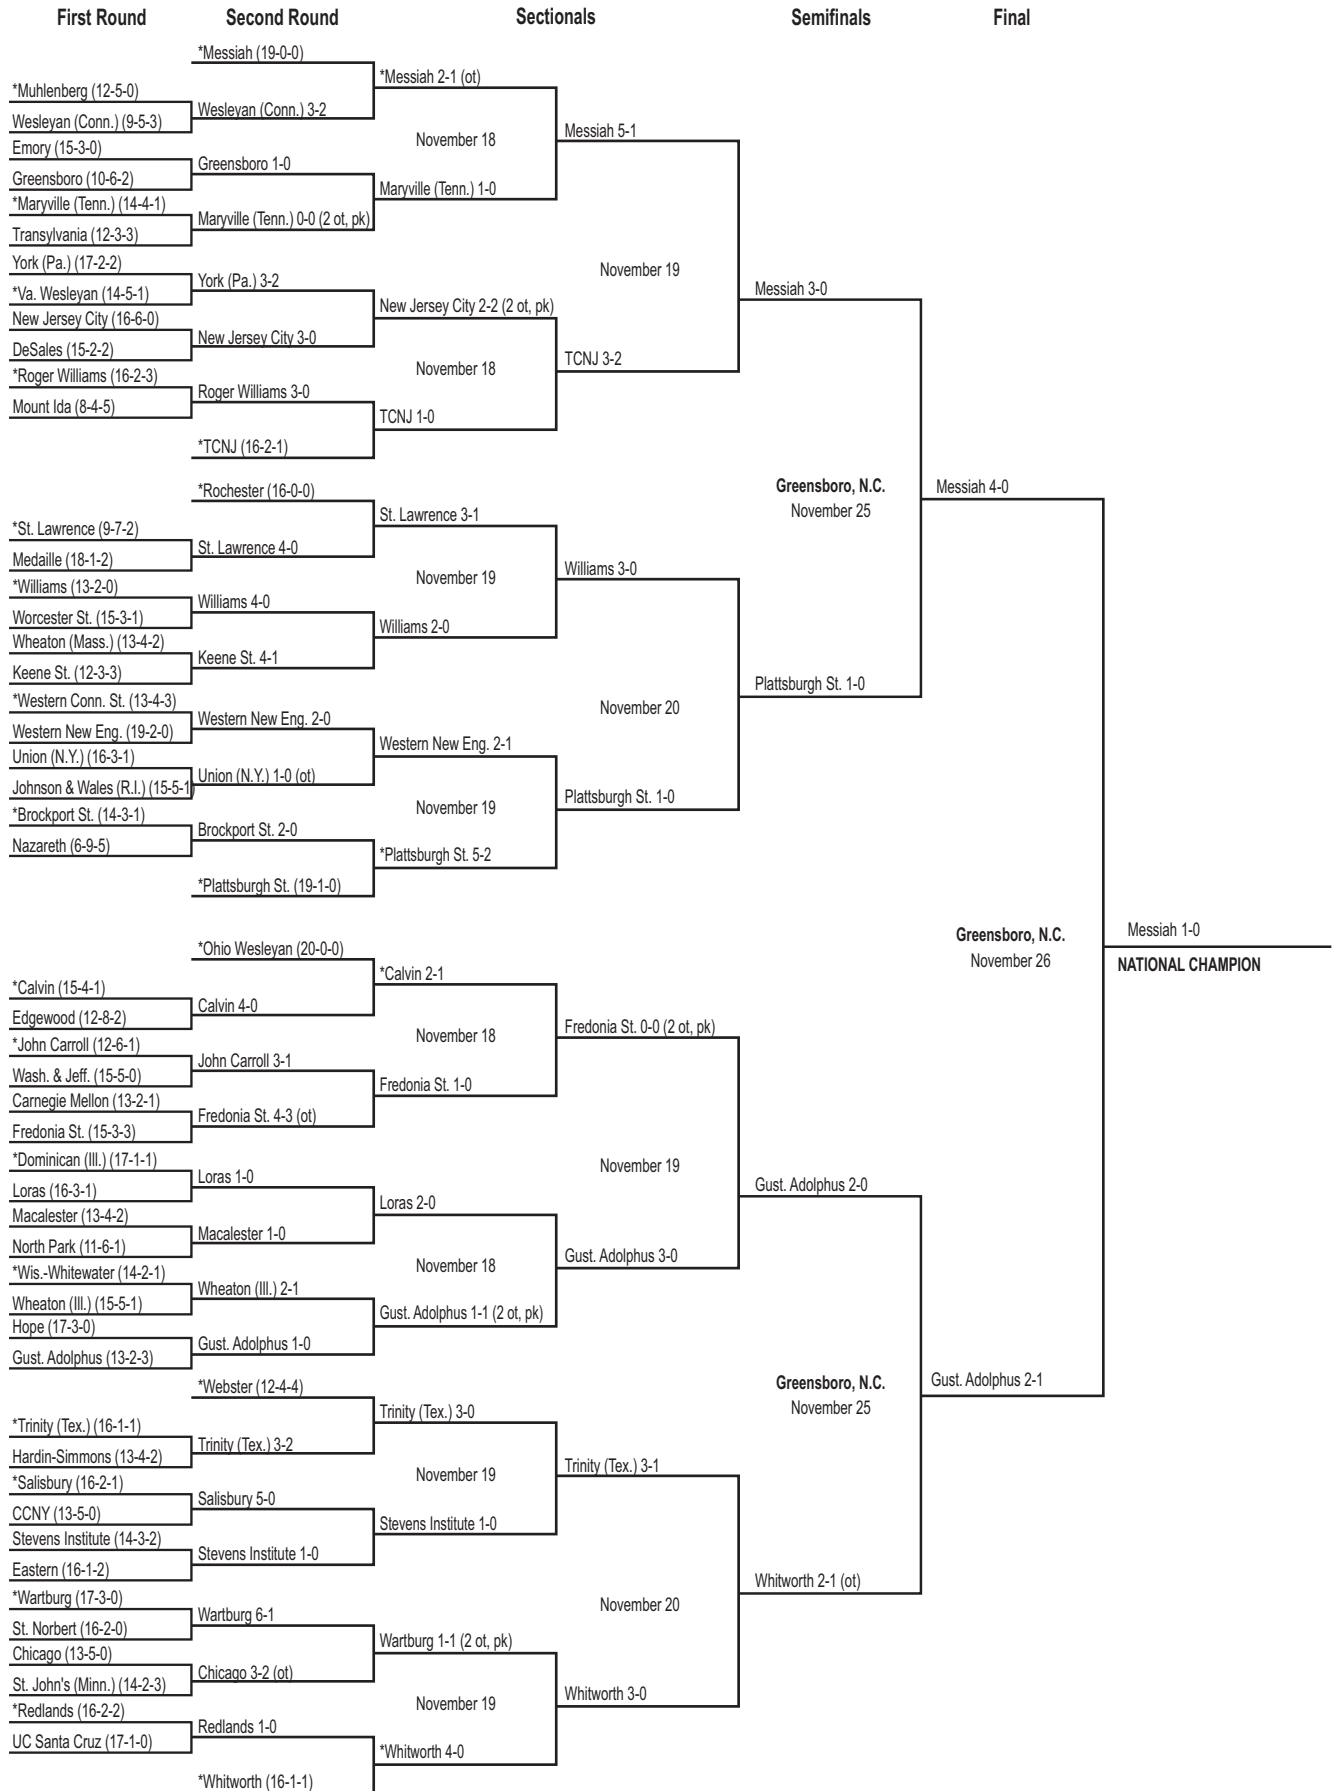 First Round
Second Round
Sectionals
Semifinals
Final
*Messiah (19-0-0)
*Muhlenberg (12-5-0)
Wesleyan (Conn.) (9-5-3)
Emory (15-3-0)
Greensboro (10-6-2)
*Maryville (Tenn.) (14-4-1)
Transylvania (12-3-3)
York (Pa.) (17-2-2)
*Va. Wesleyan (14-5-1)
New Jersey City (16-6-0)
DeSales (15-2-2)
*Roger Williams (16-2-3)
Mount Ida (8-4-5)
Wesleyan (Conn.) 3-2
Greensboro 1-0
Maryville (Tenn.) 0-0 (2 ot, pk)
York (Pa.) 3-2
New Jersey City 3-0
Roger Williams 3-0
*TCNJ (16-2-1)
*Messiah 2-1 (ot)
November 18
Maryville (Tenn.) 1-0
New Jersey City 2-2 (2 ot, pk)
November 18
TCNJ 1-0
Messiah 5-1
November 19
TCNJ 3-2
Messiah 3-0
*Rochester (16-0-0)
*St. Lawrence (9-7-2)
Medaille (18-1-2)
*Williams (13-2-0)
Worcester St. (15-3-1)
Wheaton (Mass.) (13-4-2)
Keene St. (12-3-3)
*Western Conn. St. (13-4-3)
Western New Eng. (19-2-0)
Union (N.Y.) (16-3-1)
Johnson & Wales (R.I.) (15-5-1)
*Brockport St. (14-3-1)
Nazareth (6-9-5)
St. Lawrence 4-0
Williams 4-0
Keene St. 4-1
Western New Eng. 2-0
Union (N.Y.) 1-0 (ot)
Brockport St. 2-0
*Plattsburgh St. (19-1-0)
St. Lawrence 3-1
November 19
Williams 2-0
Western New Eng. 2-1
November 19
*Plattsburgh St. 5-2
Williams 3-0
November 20
Plattsburgh St. 1-0
Plattsburgh St. 1-0
Greensboro, N.C.
November 25
Messiah 4-0
*Ohio Wesleyan (20-0-0)
*Calvin (15-4-1)
Edgewood (12-8-2)
*John Carroll (12-6-1)
Wash. & Jeff. (15-5-0)
Carnegie Mellon (13-2-1)
Fredonia St. (15-3-3)
*Dominican (Ill.) (17-1-1)
Loras (16-3-1)
Macalester (13-4-2)
North Park (11-6-1)
*Wis.-Whitewater (14-2-1)
Wheaton (Ill.) (15-5-1)
Hope (17-3-0)
Gust. Adolphus (13-2-3)
Calvin 4-0
John Carroll 3-1
Fredonia St. 4-3 (ot)
Loras 1-0
Macalester 1-0
Wheaton (Ill.) 2-1
Gust. Adolphus 1-0
*Calvin 2-1
November 18
Fredonia St. 1-0
Loras 2-0
November 18
Gust. Adolphus 1-1 (2 ot, pk)
Fredonia St. 0-0 (2 ot, pk)
November 19
Gust. Adolphus 3-0
Gust. Adolphus 2-0
*Webster (12-4-4)
*Trinity (Tex.) (16-1-1)
Hardin-Simmons (13-4-2)
*Salisbury (16-2-1)
CCNY (13-5-0)
Stevens Institute (14-3-2)
Eastern (16-1-2)
*Wartburg (17-3-0)
St. Norbert (16-2-0)
Chicago (13-5-0)
St. John's (Minn.) (14-2-3)
*Redlands (16-2-2)
UC Santa Cruz (17-1-0)
Trinity (Tex.) 3-2
Salisbury 5-0
Stevens Institute 1-0
Wartburg 6-1
Chicago 3-2 (ot)
Redlands 1-0
*Whitworth (16-1-1)
Trinity (Tex.) 3-0
November 19
Stevens Institute 1-0
Wartburg 1-1 (2 ot, pk)
November 19
*Whitworth 4-0
Trinity (Tex.) 3-1
November 20
Whitworth 3-0
Whitworth 2-1 (ot)
Greensboro, N.C.
November 25
Gust. Adolphus 2-1
Greensboro, N.C.
November 26
Messiah 1-0
NATIONAL CHAMPION